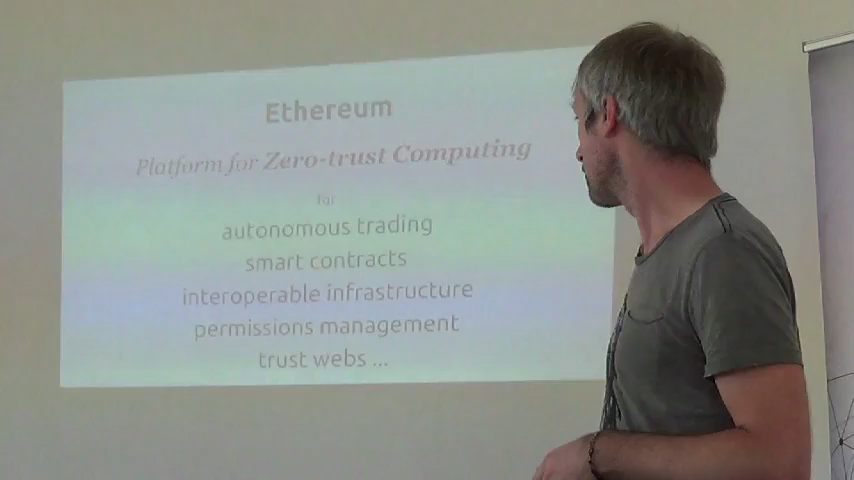 Ethereum
Platform for Zero-trust Computing
for
autonomous trading
smart contracts
interoperable infrastructure
permissions management
trust webs ...